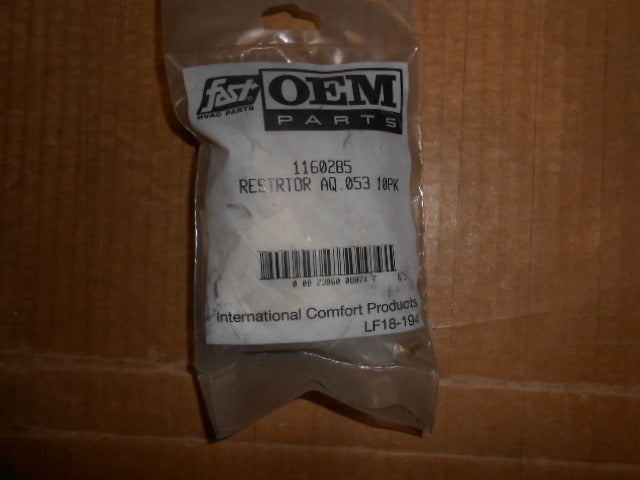 fast
HVAC PARTS
OEM
PARTS
1160285
RESTRTOR AQ.053 10PK
International Comfort Products
LF18-194